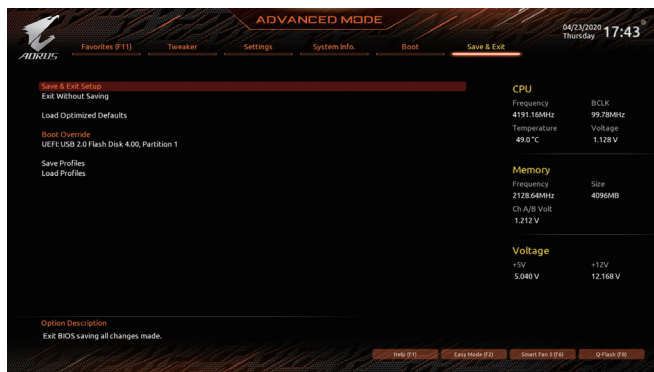 ADVANCED MODE
04/23/2020 Thursday 17:43
AORUS
Favorites (F11) Tweaker Settings System Info. Boot Save & Exit
Save & Exit Setup
Exit Without Saving
Load Optimized Defaults
Boot Override
UEFI: USB 2.0 Flash Disk 4.00, Partition 1
Save Profiles
Load Profiles
CPU
Frequency BCLK
4191.16MHz 99.78MHz
Temperature Voltage
49.0 °C 1.128 V
Memory
Frequency Size
2128.64MHz 4096MB
Ch A/B Volt
1.212 V
Voltage
+5V +12V
5.040 V 12.168 V
Option Description
Exit BIOS saving all changes made.
Help (F1) Easy Mode (F2) Smart Fan 5 (F6) Q-Flash (F8)